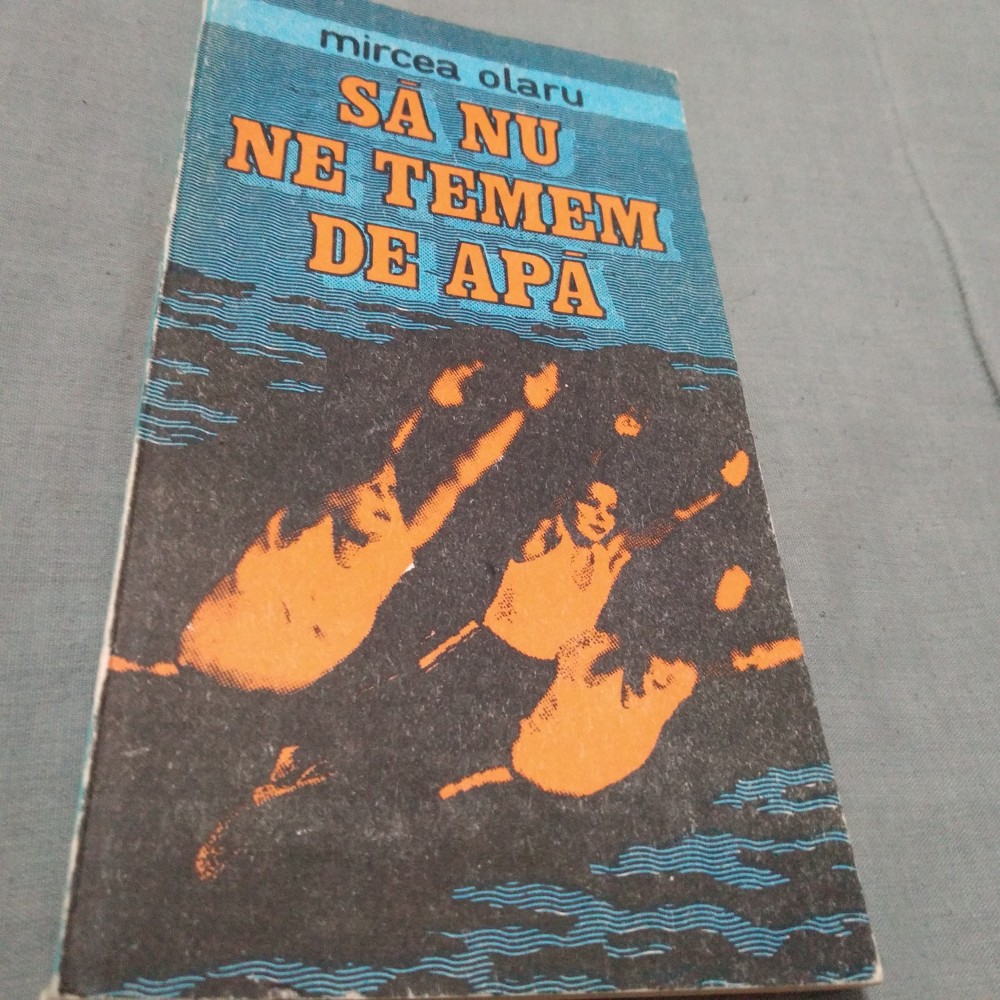 mircea olaru
SĂ NU
NE TEMEM
DE APĂ